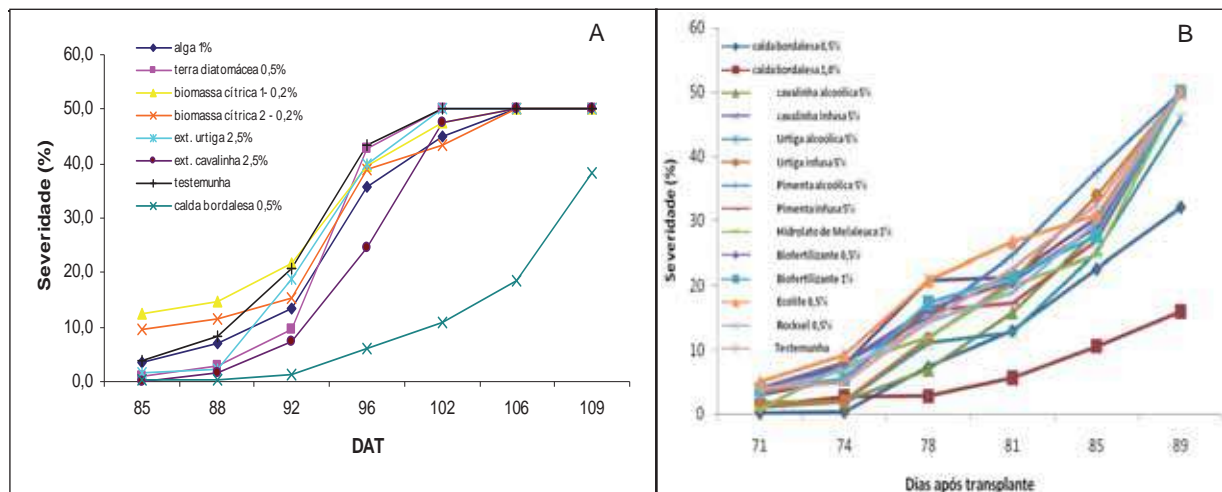 A
Severidade (%)
60,0
50,0
40,0
30,0
20,0
10,0
0,0
alga 1%
terra diatomácea 0,5%
biomassa cítrica 1- 0,2%
biomassa cítrica 2 - 0,2%
ext. urtiga 2,5%
ext. cavalinha 2,5%
testemunha
calda bordalesa 0,5%
85 88 92 96 102 106 109
DAT
B
Severidade (%)
60
50
40
30
20
10
0
calda bordalesa 0,5%
calda bordalesa 1,0%
cavalinha alcoólica 5%
cavalinha infusa 5%
Urtiga alcoólica 5%
Urtiga infusa 5%
Pimenta alcoólica 5%
Pimenta infusa 5%
Hidrolato de Melaleuca 1%
Biofertilizante 0,5%
Biofertilizante 1%
Ecolife 0,5%
Rocksil 0,5%
Testemunha
71 74 78 81 85 89
Dias após transplante